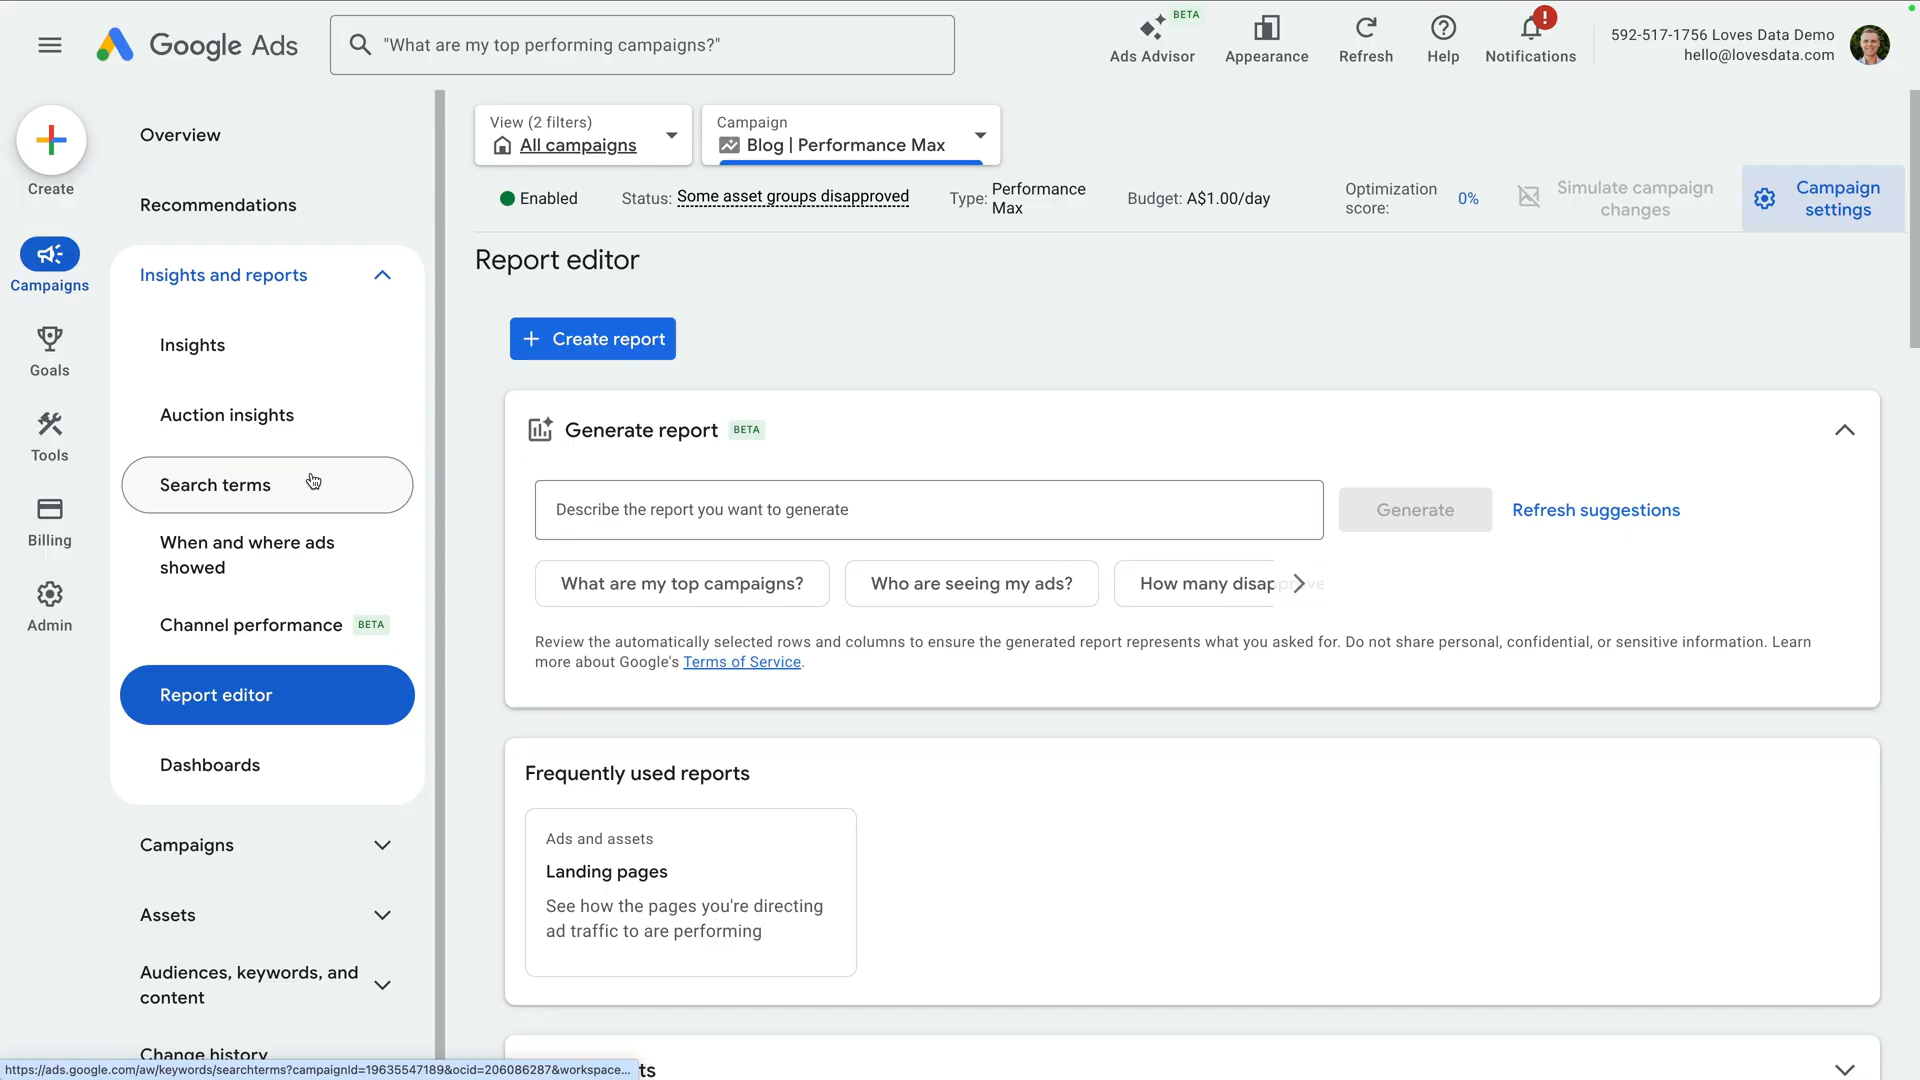 Google Ads
"What are my top performing campaigns?"
BETA
Ads Advisor
Appearance
Refresh
Help
!
Notifications
592-517-1756 Loves Data Demo
hello@lovesdata.com
Create
Campaigns
Goals
Tools
Billing
Admin
Overview
Recommendations
Insights and reports
Insights
Auction insights
Search terms
When and where ads
showed
Channel performance BETA
Report editor
Dashboards
Campaigns
Assets
Audiences, keywords, and
content
Change history
View (2 filters)
All campaigns
Campaign
Blog | Performance Max
Enabled
Status: Some asset groups disapproved
Type: Performance
Max
Budget: A$1.00/day
Optimization
score:
0%
Simulate campaign
changes
Campaign
settings
Report editor
Create report
Generate report BETA
Describe the report you want to generate
Generate
Refresh suggestions
What are my top campaigns?
Who are seeing my ads?
How many disapprove
Review the automatically selected rows and columns to ensure the generated report represents what you asked for. Do not share personal, confidential, or sensitive information. Learn
more about Google's Terms of Service.
Frequently used reports
Ads and assets
Landing pages
See how the pages you're directing
ad traffic to are performing
https://ads.google.com/aw/keywords/searchterms?campaignId=19635547189&ocid=206086287&workspace...
ts